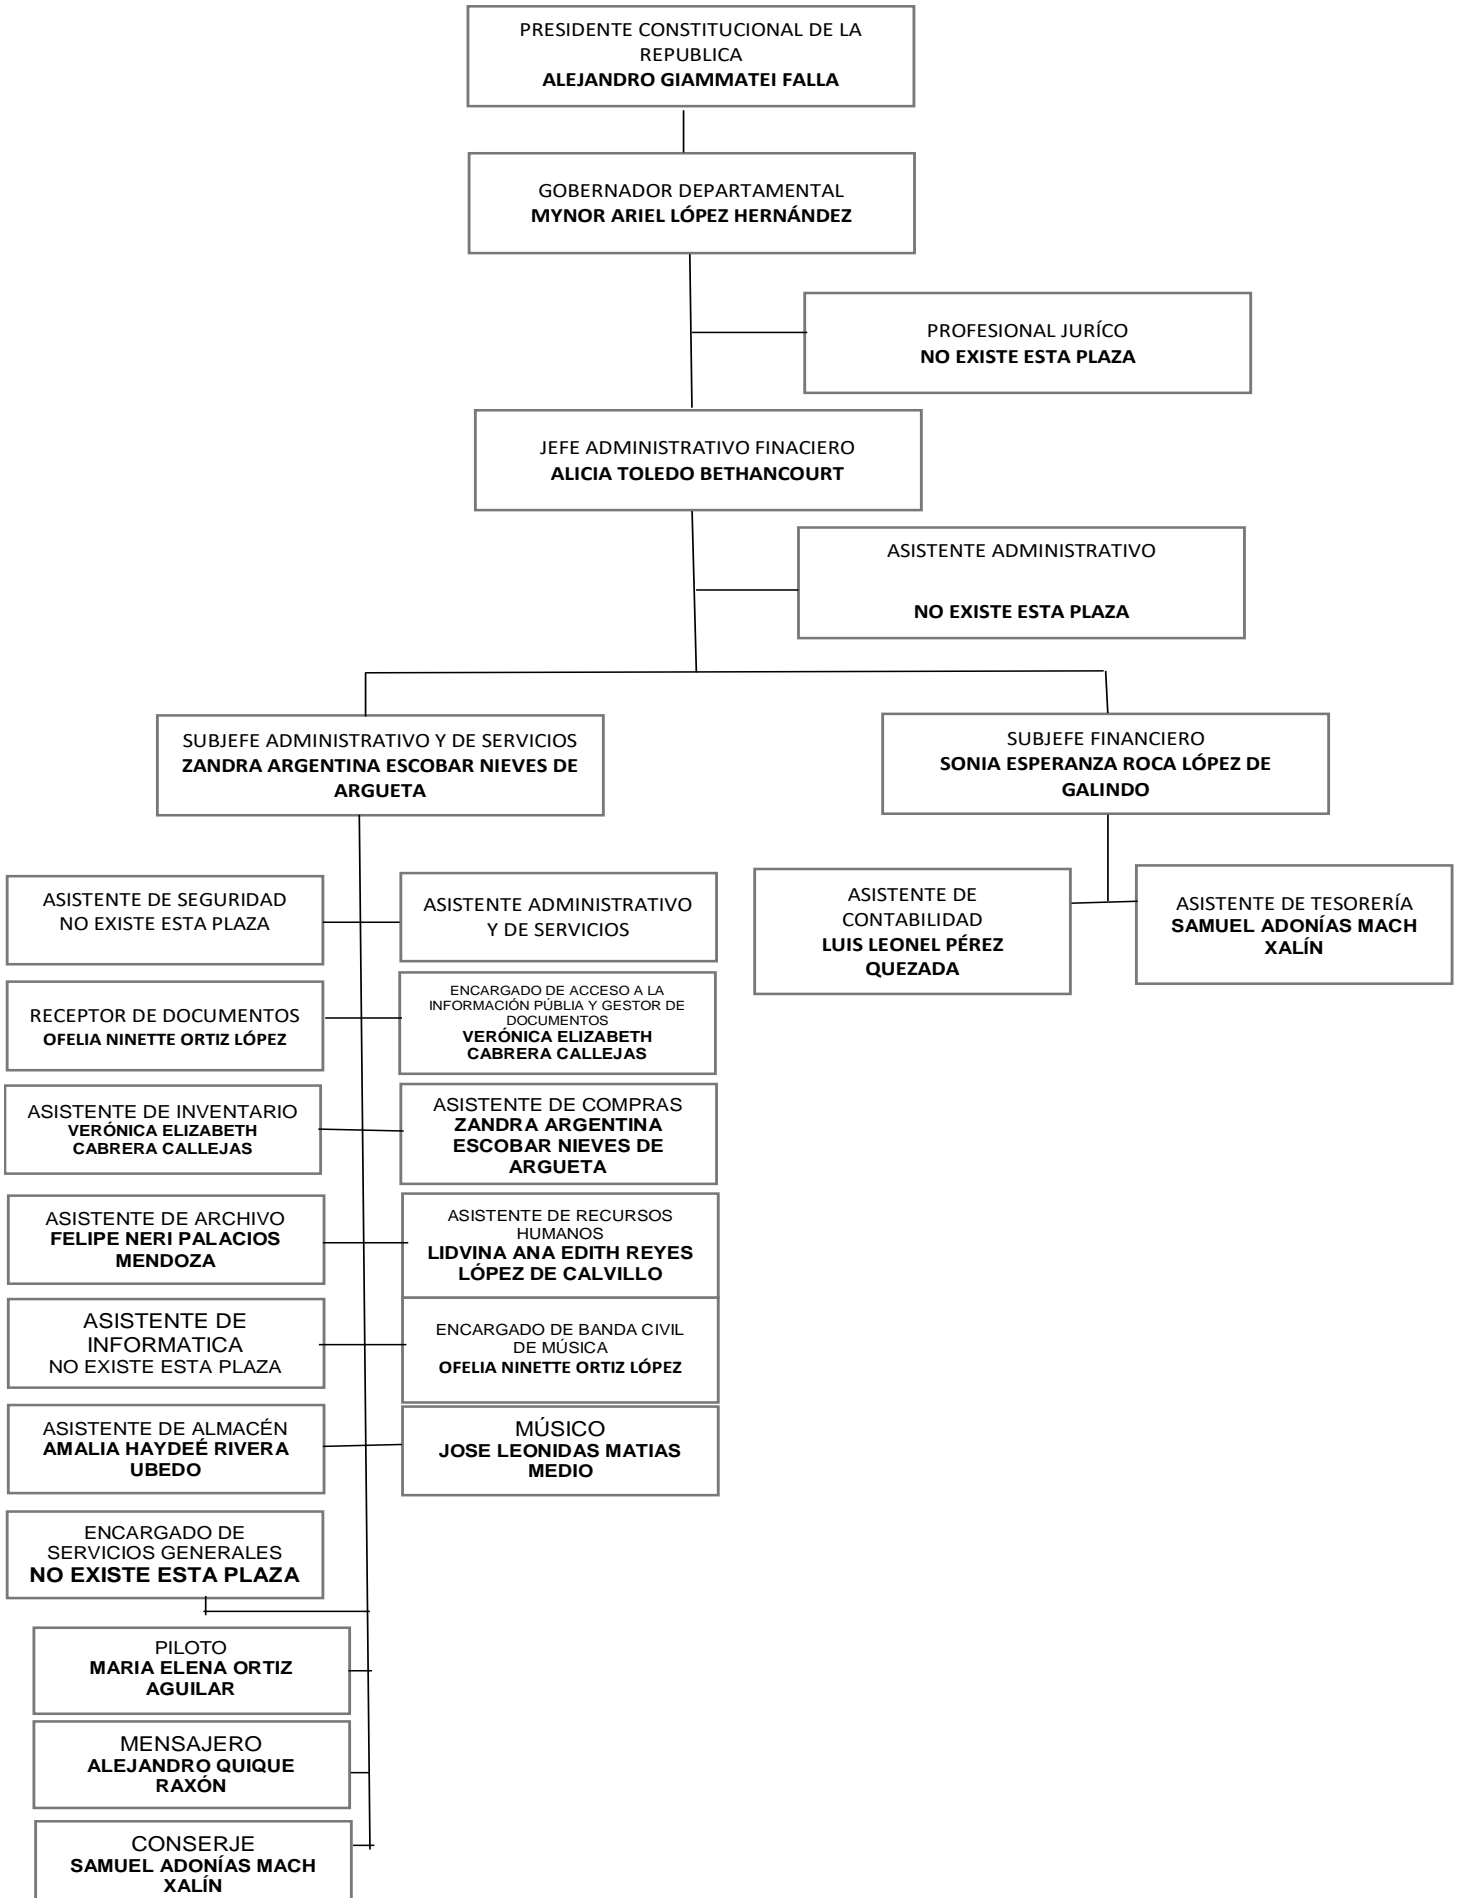 PRESIDENTE CONSTITUCIONAL DE LA
REPUBLICA
ALEJANDRO GIAMMATEI FALLA
GOBERNADOR DEPARTAMENTAL
MYNOR ARIEL LÓPEZ HERNÁNDEZ
PROFESIONAL JURÍCO
NO EXISTE ESTA PLAZA
JEFE ADMINISTRATIVO FINACIERO
ALICIA TOLEDO BETHANCOURT
ASISTENTE ADMINISTRATIVO
NO EXISTE ESTA PLAZA
SUBJEFE ADMINISTRATIVO Y DE SERVICIOS
ZANDRA ARGENTINA ESCOBAR NIEVES DE
ARGUETA
SUBJEFE FINANCIERO
SONIA ESPERANZA ROCA LÓPEZ DE
GALINDO
ASISTENTE DE SEGURIDAD
NO EXISTE ESTA PLAZA
ASISTENTE ADMINISTRATIVO
Y DE SERVICIOS
ASISTENTE DE
CONTABILIDAD
LUIS LEONEL PÉREZ
QUEZADA
ASISTENTE DE TESORERÍA
SAMUEL ADONÍAS MACH
XALÍN
RECEPTOR DE DOCUMENTOS
OFELIA NINETTE ORTIZ LÓPEZ
ENCARGADO DE ACCESO A LA
INFORMACIÓN PÚBLIA Y GESTOR DE
DOCUMENTOS
VERÓNICA ELIZABETH
CABRERA CALLEJAS
ASISTENTE DE INVENTARIO
VERÓNICA ELIZABETH
CABRERA CALLEJAS
ASISTENTE DE COMPRAS
ZANDRA ARGENTINA
ESCOBAR NIEVES DE
ARGUETA
ASISTENTE DE ARCHIVO
FELIPE NERI PALACIOS
MENDOZA
ASISTENTE DE RECURSOS
HUMANOS
LIDVINA ANA EDITH REYES
LÓPEZ DE CALVILLO
ASISTENTE DE
INFORMATICA
NO EXISTE ESTA PLAZA
ENCARGADO DE BANDA CIVIL
DE MÚSICA
OFELIA NINETTE ORTIZ LÓPEZ
ASISTENTE DE ALMACÉN
AMALIA HAYDEÉ RIVERA
UBEDO
MÚSICO
JOSE LEONIDAS MATIAS
MEDIO
ENCARGADO DE
SERVICIOS GENERALES
NO EXISTE ESTA PLAZA
PILOTO
MARIA ELENA ORTIZ
AGUILAR
MENSAJERO
ALEJANDRO QUIQUE
RAXÓN
CONSERJE
SAMUEL ADONÍAS MACH
XALÍN